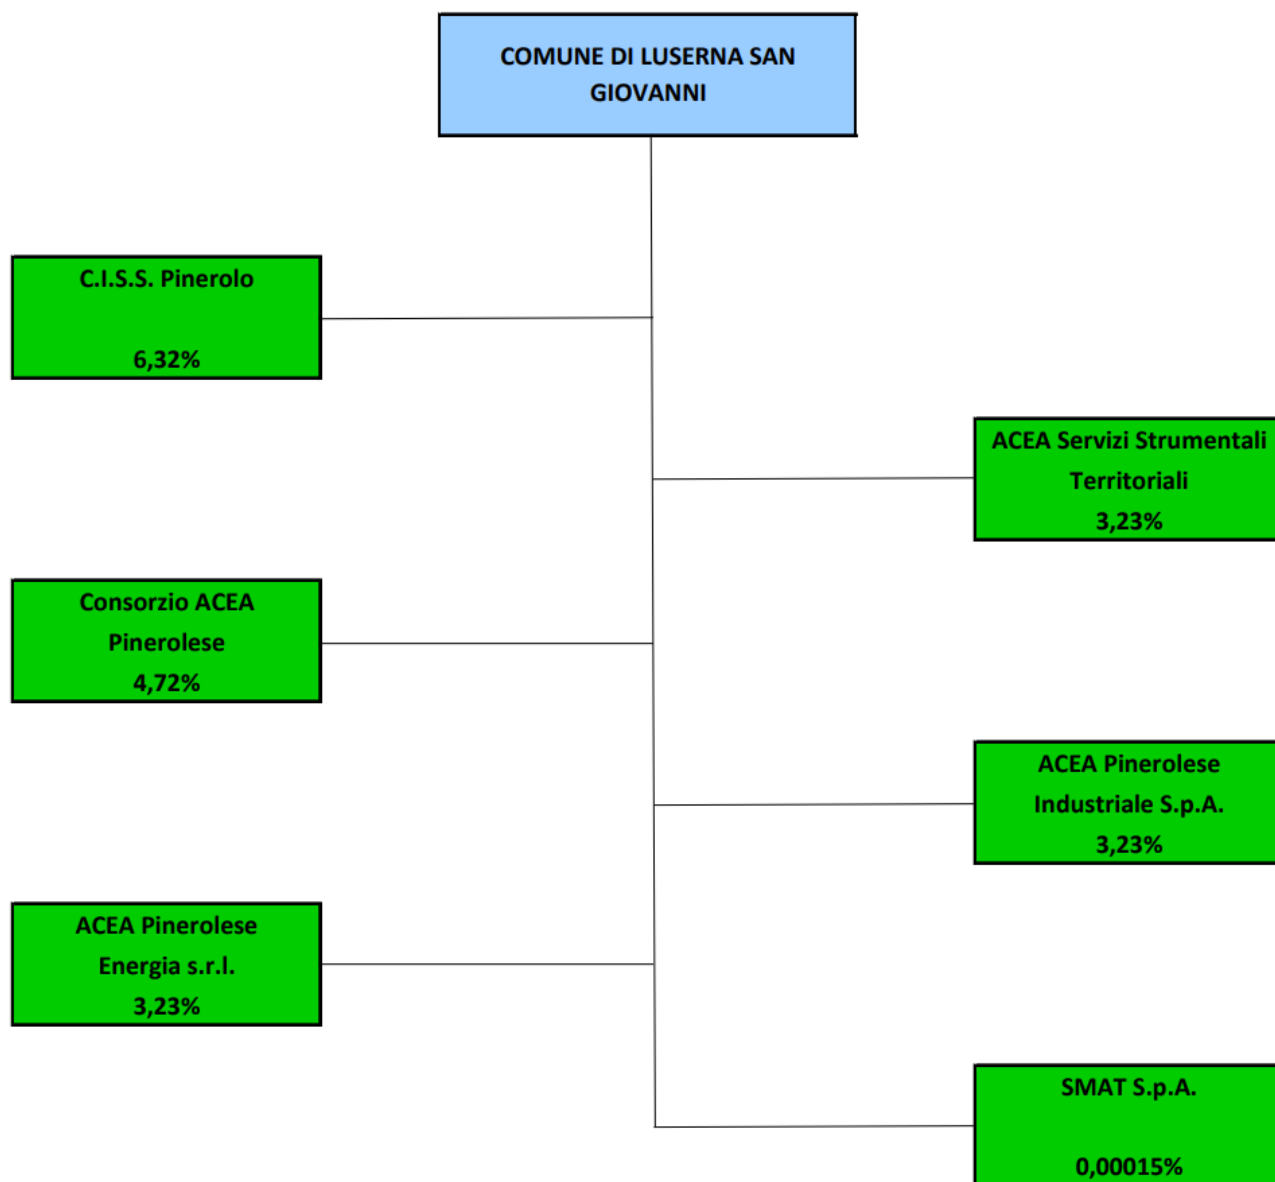 COMUNE DI LUSERNA SAN
GIOVANNI
C.I.S.S. Pinerolo
6,32%
ACEA Servizi Strumentali
Territoriali
3,23%
Consorzio ACEA
Pinerolese
4,72%
ACEA Pinerolese
Industriale S.p.A.
3,23%
ACEA Pinerolese
Energia s.r.l.
3,23%
SMAT S.p.A.
0,00015%